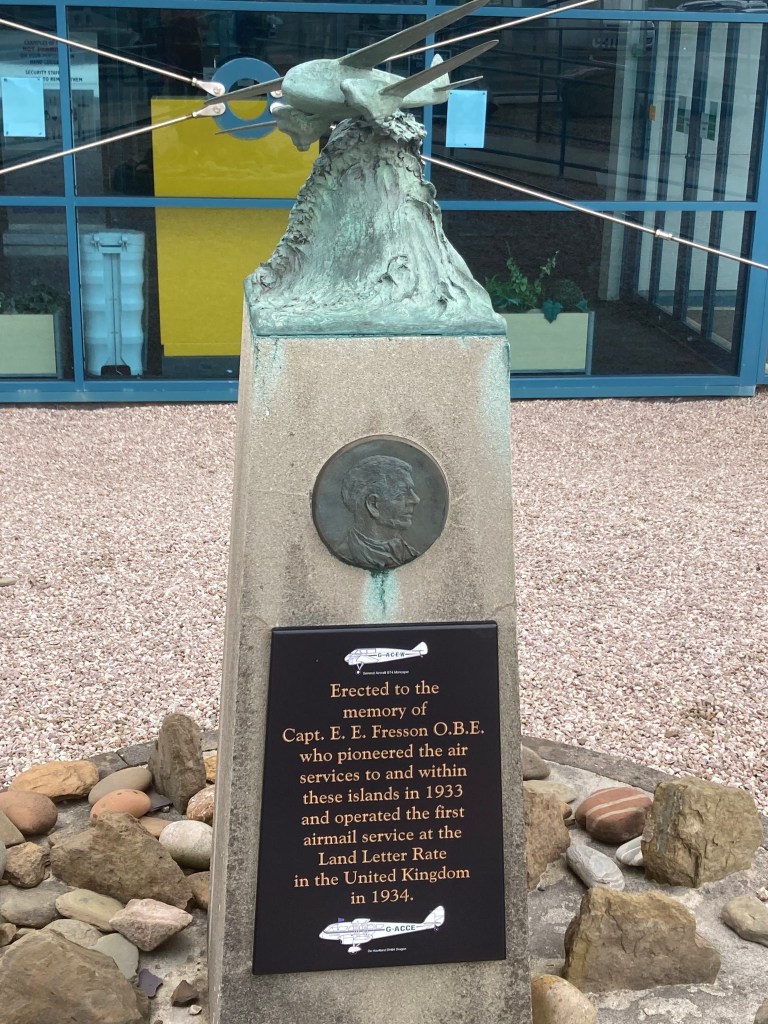 SECURITY STAFF
G-ACEW
Erected to the
memory of
Capt. E. E. Fresson O.B.E.
who pioneered the air
services to and within
these islands in 1933
and operated the first
airmail service at the
Land Letter Rate
in the United Kingdom
in 1934.
G-ACCE